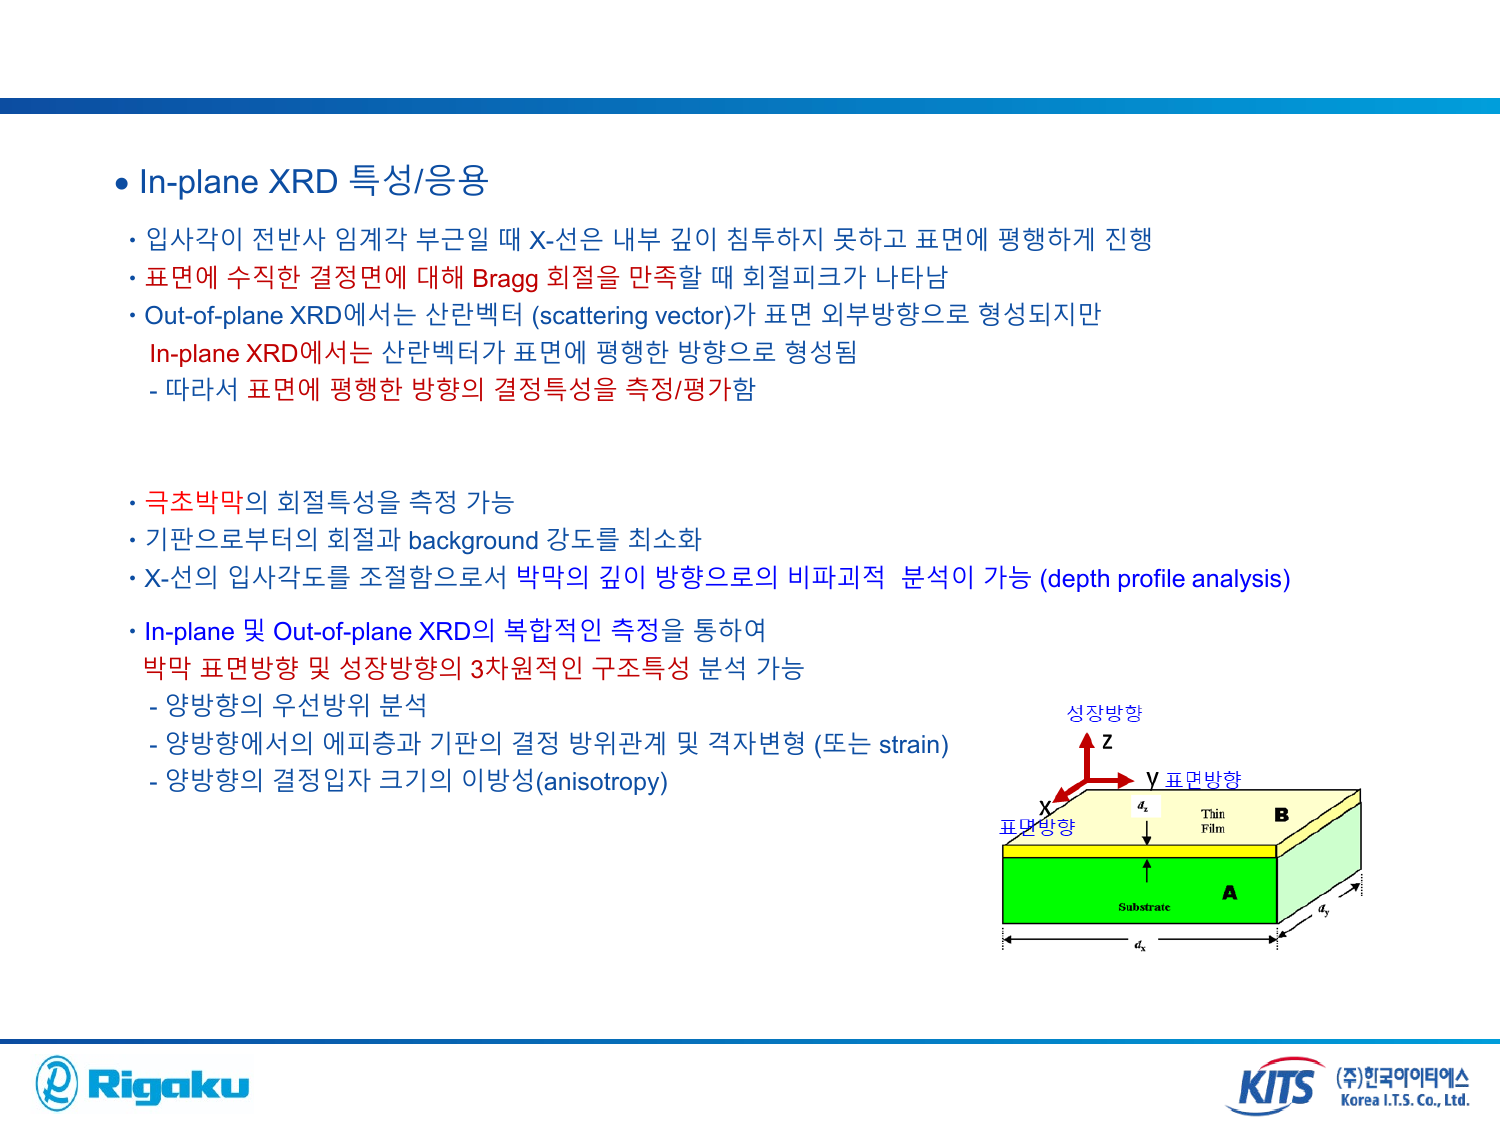 • In-plane XRD 특성/응용
· 입사각이 전반사 임계각 부근일 때 X-선은 내부 깊이 침투하지 못하고 표면에 평행하게 진행
· 표면에 수직한 결정면에 대해 Bragg 회절을 만족할 때 회절피크가 나타남
· Out-of-plane XRD에서는 산란벡터 (scattering vector)가 표면 외부방향으로 형성되지만
In-plane XRD에서는 산란벡터가 표면에 평행한 방향으로 형성됨
- 따라서 표면에 평행한 방향의 결정특성을 측정/평가함
· 극초박막의 회절특성을 측정 가능
· 기판으로부터의 회절과 background 강도를 최소화
· X-선의 입사각도를 조절함으로서 박막의 깊이 방향으로의 비파괴적 분석이 가능 (depth profile analysis)
· In-plane 및 Out-of-plane XRD의 복합적인 측정을 통하여
박막 표면방향 및 성장방향의 3차원적인 구조특성 분석 가능
- 양방향의 우선방위 분석
- 양방향에서의 에피층과 기판의 결정 방위관계 및 격자변형 (또는 strain)
- 양방향의 결정입자 크기의 이방성(anisotropy)
성장방향
Z
y 표면방향
X
표면방향
dz
Thin
Film
B
A
Substrate
dy
dx
Rigaku
KITS
(주)한국아이티에스
Korea I.T.S. Co., Ltd.